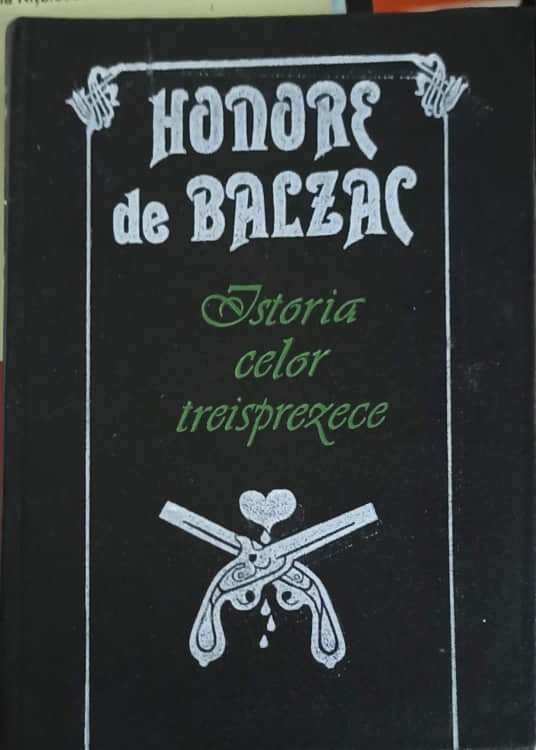 HONORE
de BALZAC
Istoria
celor
treisprezece